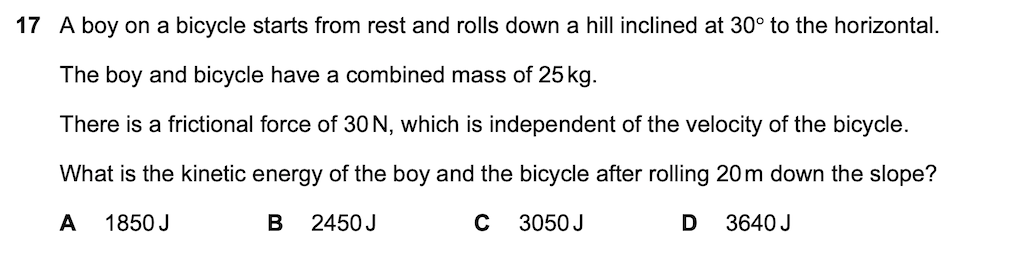 17 A boy on a bicycle starts from rest and rolls down a hill inclined at 30° to the horizontal.
The boy and bicycle have a combined mass of 25 kg.
There is a frictional force of 30 N, which is independent of the velocity of the bicycle.
What is the kinetic energy of the boy and the bicycle after rolling 20 m down the slope?
A 1850 J B 2450 J C 3050 J D 3640 J